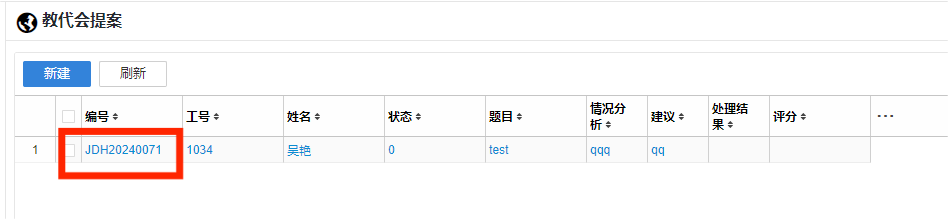 教代会提案
新建 刷新
编号 工号 姓名 状态 题目 情况分析 建议 处理结果 评分 ...
1 JDH20240071 1034 吴艳 0 test qqq qq